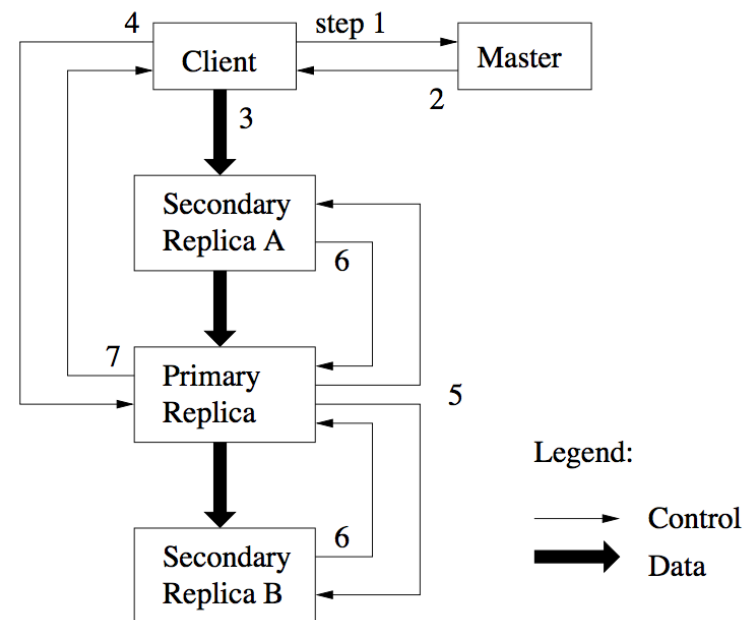 4
step 1
Client
Master
2
3
Secondary
Replica A
6
7
Primary
Replica
5
6
Secondary
Replica B
Legend:
Control
Data